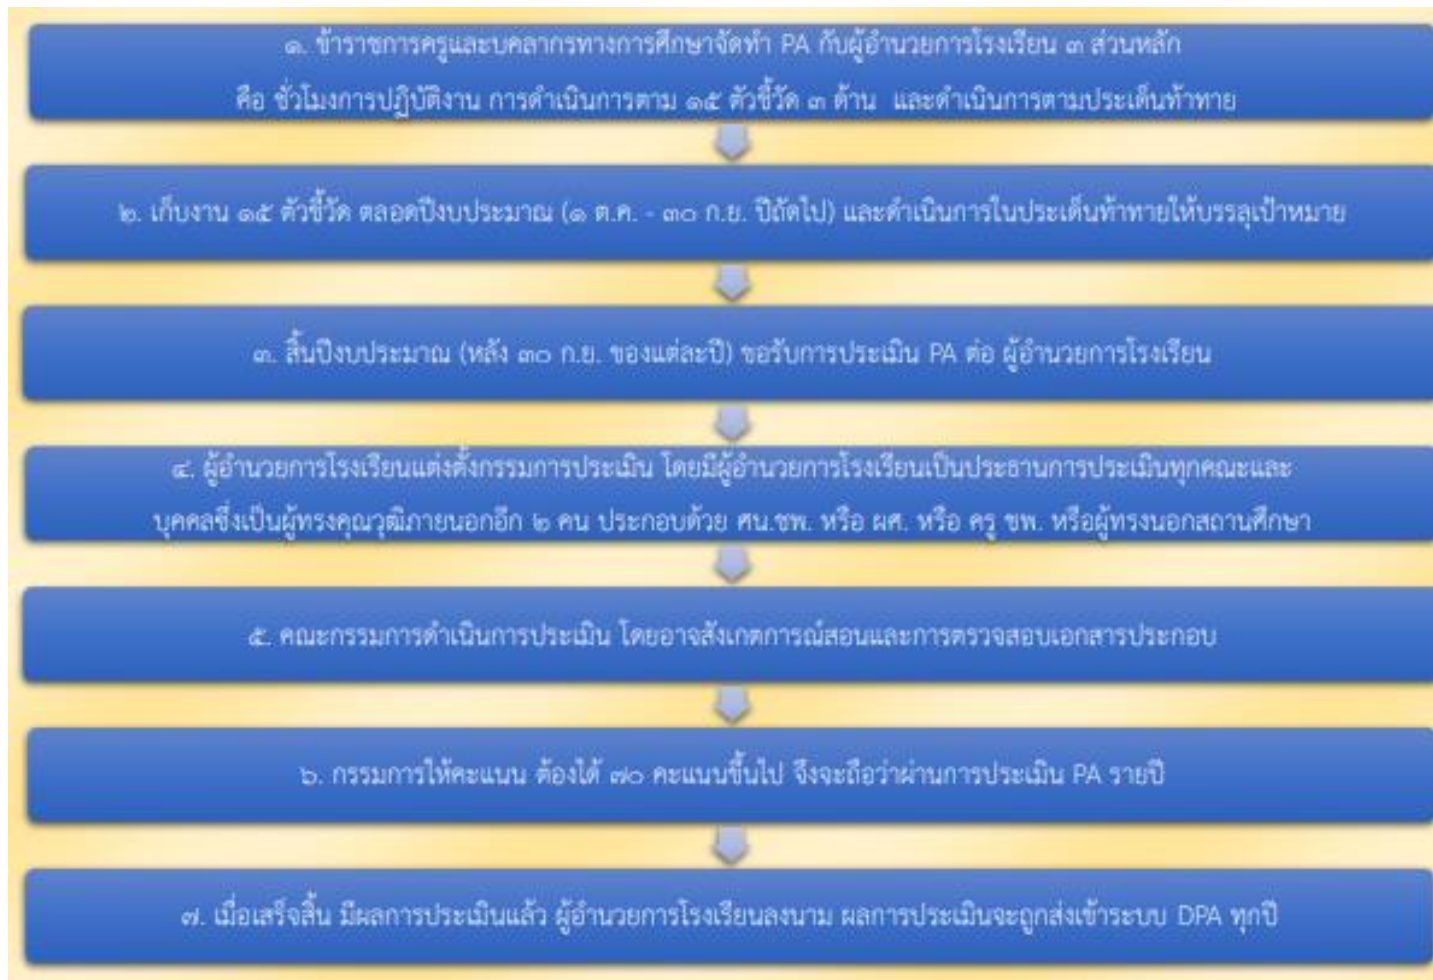 ๑. ข้าราชการครูและบุคลากรทางการศึกษาจัดทำ PA กับผู้อำนวยการโรงเรียน ๓ ส่วนหลัก
คือ ชั่วโมงการปฏิบัติงาน การดำเนินการตาม ๑๕ ตัวชี้วัด ๓ ด้าน และดำเนินการตามประเด็นท้าทาย
๒. เก็บงาน ๑๕ ตัวชี้วัด ตลอดปีงบประมาณ (๑ ต.ค. - ๓๐ ก.ย. ปีถัดไป) และดำเนินการในประเด็นท้าทายให้บรรลุเป้าหมาย
๓. สิ้นปีงบประมาณ (หลัง ๓๐ ก.ย. ของแต่ละปี) ขอรับการประเมิน PA ต่อ ผู้อำนวยการโรงเรียน
๔. ผู้อำนวยการโรงเรียนแต่งตั้งกรรมการประเมิน โดยมีผู้อำนวยการโรงเรียนเป็นประธานการประเมินทุกคณะและ
บุคคลซึ่งเป็นผู้ทรงคุณวุฒิภายนอกอีก ๒ คน ประกอบด้วย ศน.ชพ. หรือ ผศ. หรือ ครู ชพ. หรือผู้ทรงนอกสถานศึกษา
๕. คณะกรรมการดำเนินการประเมิน โดยอาจสังเกตการณ์สอนและการตรวจสอบเอกสารประกอบ
๖. กรรมการให้คะแนน ต้องได้ ๗๐ คะแนนขึ้นไป จึงจะถือว่าผ่านการประเมิน PA รายปี
๗. เมื่อเสร็จสิ้น มีผลการประเมินแล้ว ผู้อำนวยการโรงเรียนลงนาม ผลการประเมินจะถูกส่งเข้าระบบ DPA ทุกปี